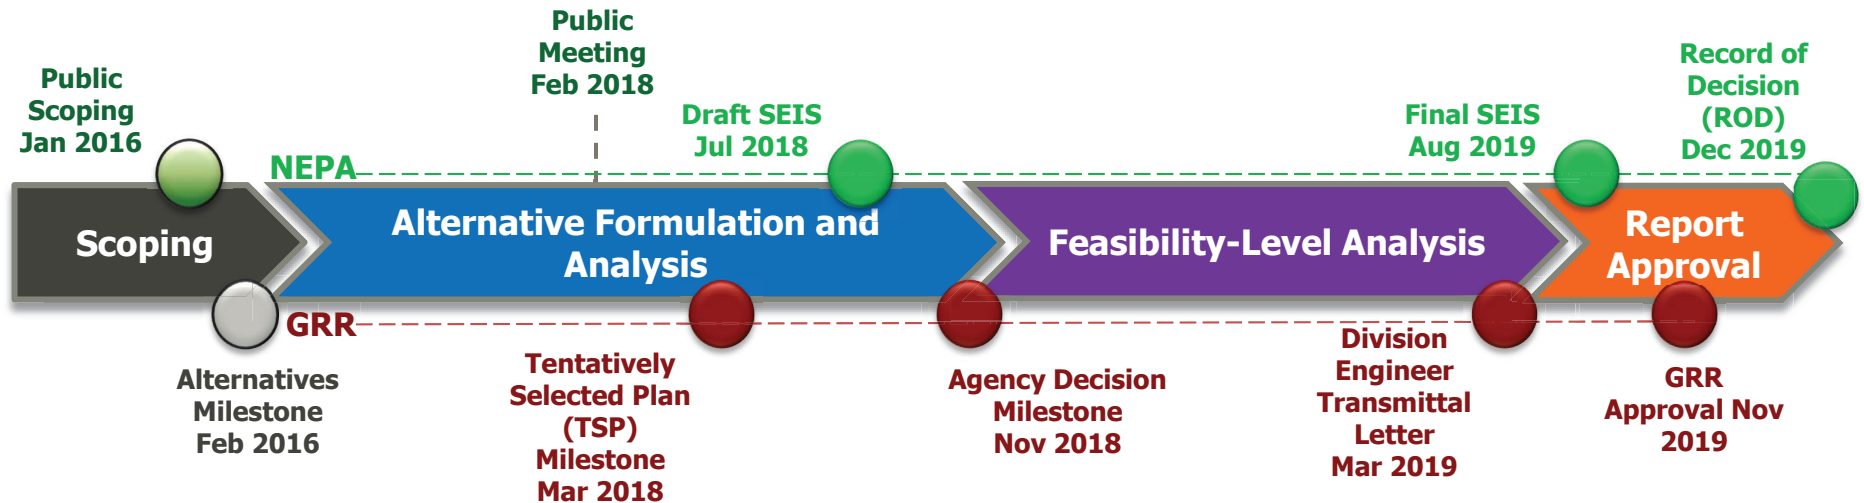 Public
Scoping
Jan 2016
Public
Meeting
Feb 2018
Draft SEIS
Jul 2018
Final SEIS
Aug 2019
Record of
Decision
(ROD)
Dec 2019
NEPA
Scoping
Alternative Formulation and
Analysis
Feasibility-Level Analysis
Report
Approval
GRR
Alternatives
Milestone
Feb 2016
Tentatively
Selected Plan
(TSP)
Milestone
Mar 2018
Agency Decision
Milestone
Nov 2018
Division
Engineer
Transmittal
Letter
Mar 2019
GRR
Approval Nov
2019